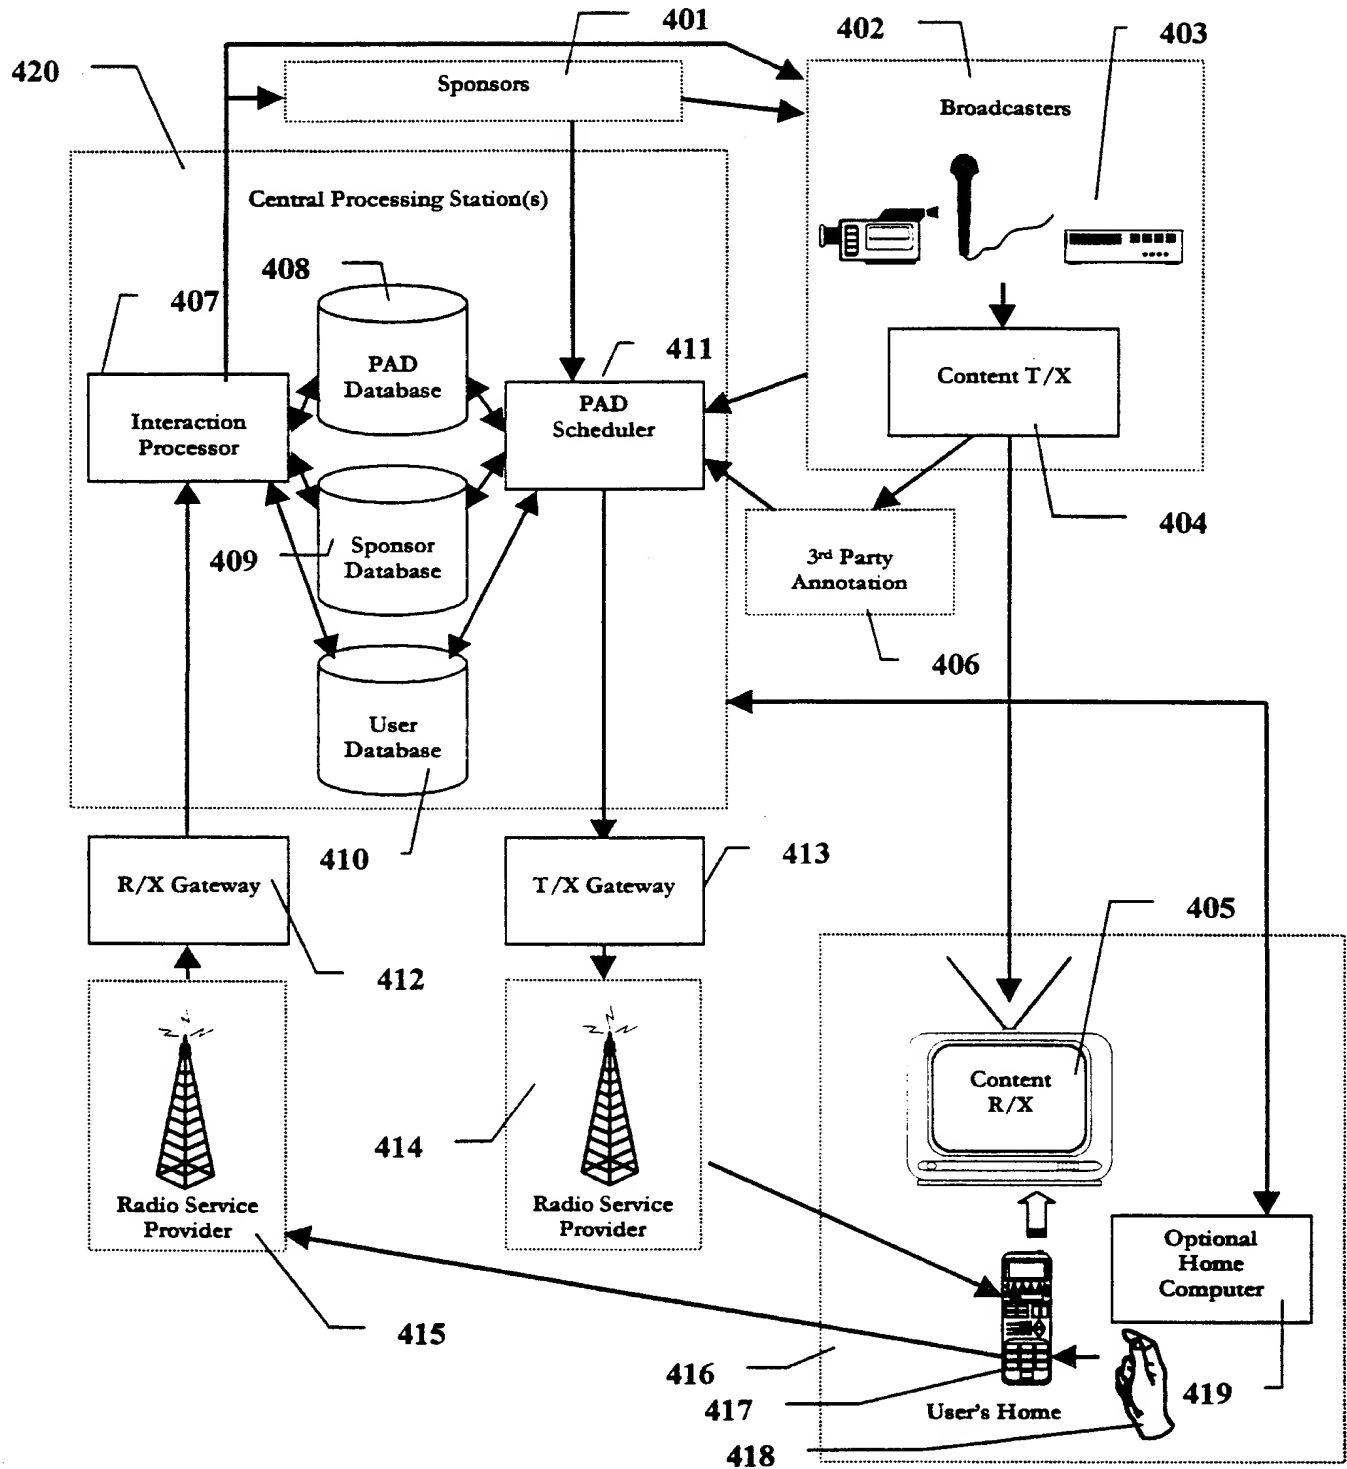 401
402
403
420
Sponsors
Broadcasters
Central Processing Station(s)
408
407
411
PAD
Database
Content T/X
PAD
Scheduler
Interaction
Processor
404
409
Sponsor
Database
3rd Party
Annotation
406
User
Database
410
413
R/X Gateway
T/X Gateway
405
412
Content
R/X
414
Radio Service
Provider
Radio Service
Provider
Optional
Home
Computer
415
416
417
User's Home
419
418